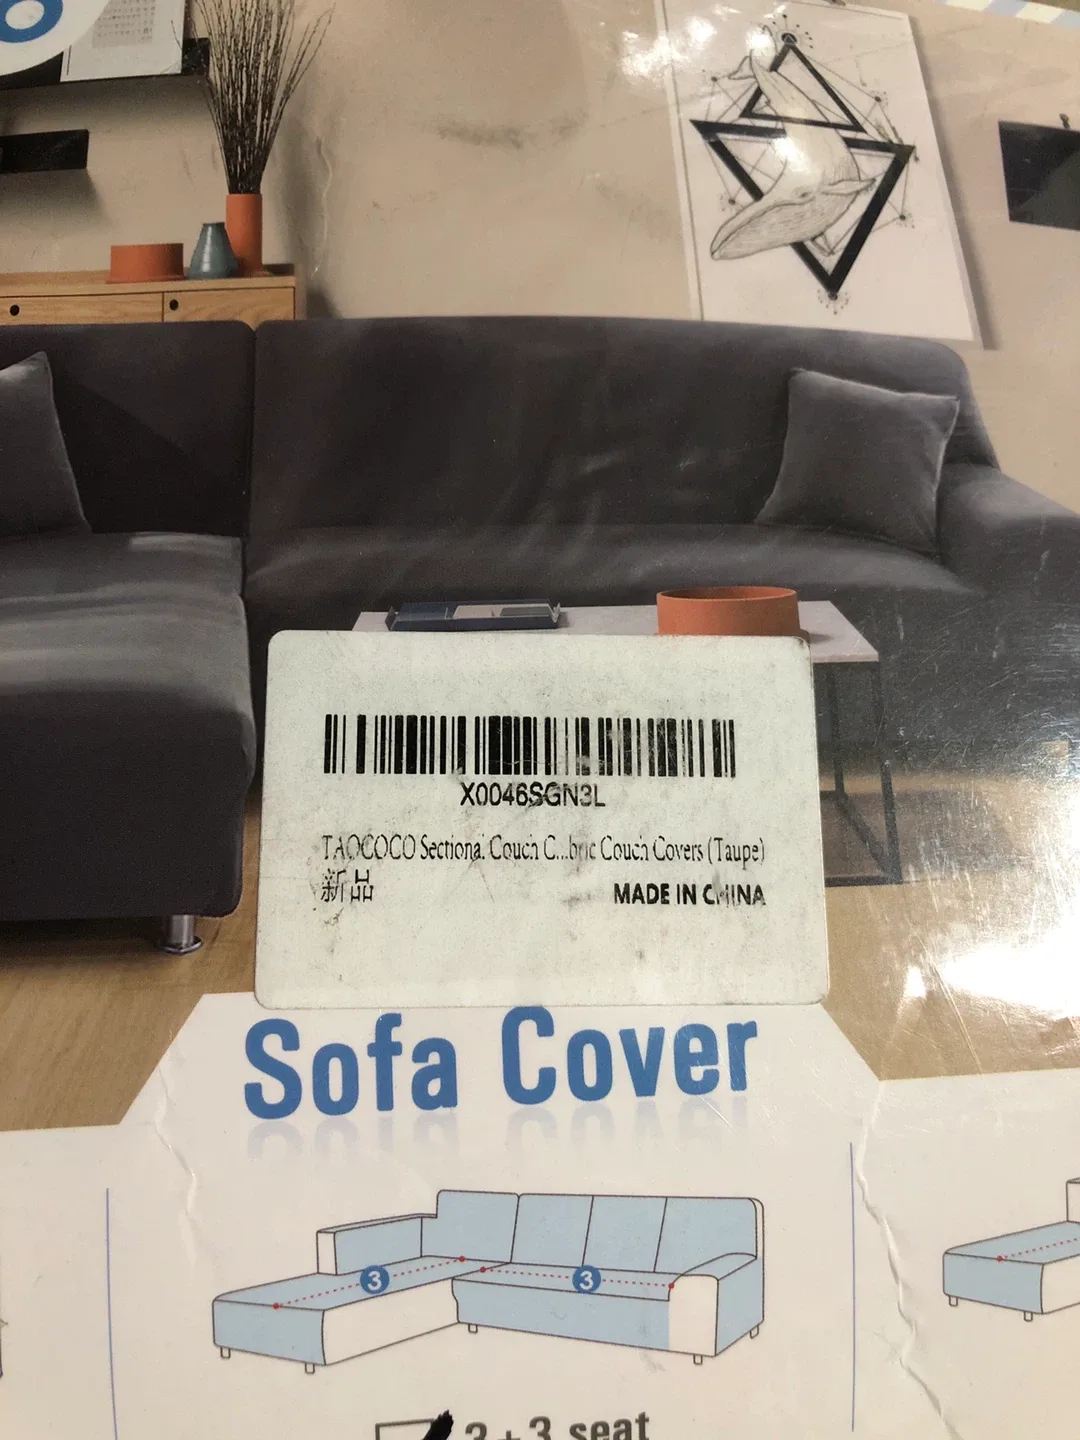 X0046SGN3L
TAOCOCO Sectional Couch C...bric Couch Covers (Taupe)
新品
MADE IN CHINA
Sofa Cover
3
3
3 + 3 seat